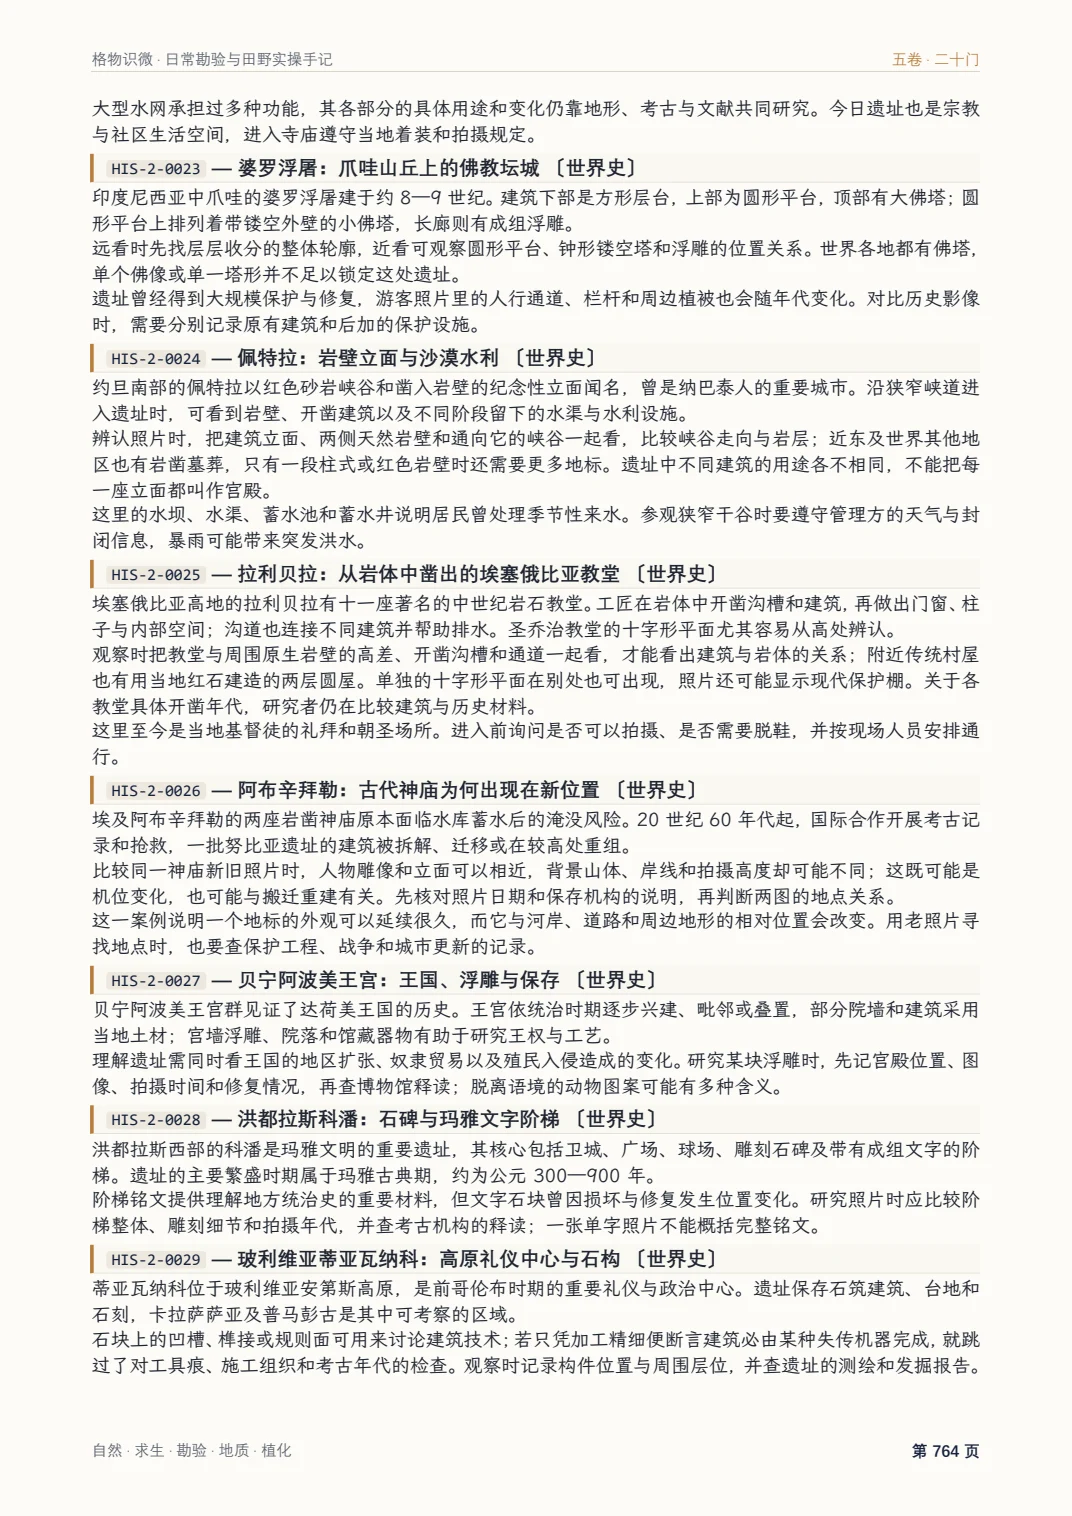 格物识微 · 日常勘验与田野实操手记
五卷 · 二十门
大型水网承担过多种功能，其各部分的具体用途和变化仍靠地形、考古与文献共同研究。今日遗址也是宗教
与社区生活空间，进入寺庙遵守当地着装和拍摄规定。
HIS-2-0023 — 婆罗浮屠：爪哇山丘上的佛教坛城 〔世界史〕
印度尼西亚中爪哇的婆罗浮屠建于约 8—9 世纪。建筑下部是方形层台，上部为圆形平台，顶部有大佛塔；圆
形平台上排列着带镂空外壁的小佛塔，长廊则有成组浮雕。
远看时先找层层收分的整体轮廓，近看可观察圆形平台、钟形镂空塔和浮雕的位置关系。世界各地都有佛塔，
单个佛像或单一塔形并不足以锁定这处遗址。
遗址曾经得到大规模保护与修复，游客照片里的人行通道、栏杆和周边植被也会随年代变化。对比历史影像
时，需要分别记录原有建筑和后加的保护设施。
HIS-2-0024 — 佩特拉：岩壁立面与沙漠水利 〔世界史〕
约旦南部的佩特拉以红色砂岩峡谷和凿入岩壁的纪念性立面闻名，曾是纳巴泰人的重要城市。沿狭窄峡道进
入遗址时，可看到岩壁、开凿建筑以及不同阶段留下的水渠与水利设施。
辨认照片时，把建筑立面、两侧天然岩壁和通向它的峡谷一起看，比较峡谷走向与岩层；近东及世界其他地
区也有岩凿墓葬，只有一段柱式或红色岩壁时还需要更多地标。遗址中不同建筑的用途各不相同，不能把每
一座立面都叫作宫殿。
这里的水坝、水渠、蓄水池和蓄水井说明居民曾处理季节性来水。参观狭窄干谷时要遵守管理方的天气与封
闭信息，暴雨可能带来突发洪水。
HIS-2-0025 — 拉利贝拉：从岩体中凿出的埃塞俄比亚教堂 〔世界史〕
埃塞俄比亚高地的拉利贝拉有十一座著名的中世纪岩石教堂。工匠在岩体中开凿沟槽和建筑，再做出门窗、柱
子与内部空间；沟道也连接不同建筑并帮助排水。圣乔治教堂的十字形平面尤其容易从高处辨认。
观察时把教堂与周围原生岩壁的高差、开凿沟槽和通道一起看，才能看出建筑与岩体的关系；附近传统村屋
也有用当地红石建造的两层圆屋。单独的十字形平面在别处也可出现，照片还可能显示现代保护棚。关于各
教堂具体开凿年代，研究者仍在比较建筑与历史材料。
这里至今是当地基督徒的礼拜和朝圣场所。进入前询问是否可以拍摄、是否需要脱鞋，并按现场人员安排通
行。
HIS-2-0026 — 阿布辛拜勒：古代神庙为何出现在新位置 〔世界史〕
埃及阿布辛拜勒的两座岩凿神庙原本面临水库蓄水后的淹没风险。20 世纪 60 年代起，国际合作开展考古记
录和抢救，一批努比亚遗址的建筑被拆解、迁移或在较高处重组。
比较同一神庙新旧照片时，人物雕像和立面可以相近，背景山体、岸线和拍摄高度却可能不同；这既可能是
机位变化，也可能与搬迁重建有关。先核对照片日期和保存机构的说明，再判断两图的地点关系。
这一案例说明一个地标的外观可以延续很久，而它与河岸、道路和周边地形的相对位置会改变。用老照片寻
找地点时，也要查保护工程、战争和城市更新的记录。
HIS-2-0027 — 贝宁阿波美王宫：王国、浮雕与保存 〔世界史〕
贝宁阿波美王宫群见证了达荷美王国的历史。王宫依统治时期逐步兴建、毗邻或叠置，部分院墙和建筑采用
当地土材；宫墙浮雕、院落和馆藏器物有助于研究王权与工艺。
理解遗址需同时看王国的地区扩张、奴隶贸易以及殖民入侵造成的变化。研究某块浮雕时，先记宫殿位置、图
像、拍摄时间和修复情况，再查博物馆释读；脱离语境的动物图案可能有多种含义。
HIS-2-0028 — 洪都拉斯科潘：石碑与玛雅文字阶梯 〔世界史〕
洪都拉斯西部的科潘是玛雅文明的重要遗址，其核心包括卫城、广场、球场、雕刻石碑及带有成组文字的阶
梯。遗址的主要繁盛时期属于玛雅古典期，约为公元 300—900 年。
阶梯铭文提供理解地方统治史的重要材料，但文字石块曾因损坏与修复发生位置变化。研究照片时应比较阶
梯整体、雕刻细节和拍摄年代，并查考古机构的释读；一张单字照片不能概括完整铭文。
HIS-2-0029 — 玻利维亚蒂亚瓦纳科：高原礼仪中心与石构 〔世界史〕
蒂亚瓦纳科位于玻利维亚安第斯高原，是前哥伦布时期的重要礼仪与政治中心。遗址保存石筑建筑、台地和
石刻，卡拉萨萨亚及普马彭古是其中可考察的区域。
石块上的凹槽、榫接或规则面可用来讨论建筑技术；若只凭加工精细便断言建筑必由某种失传机器完成，就跳
过了对工具痕、施工组织和考古年代的检查。观察时记录构件位置与周围层位，并查遗址的测绘和发掘报告。
自然 · 求生 · 勘验 · 地质 · 植化
第 764 页